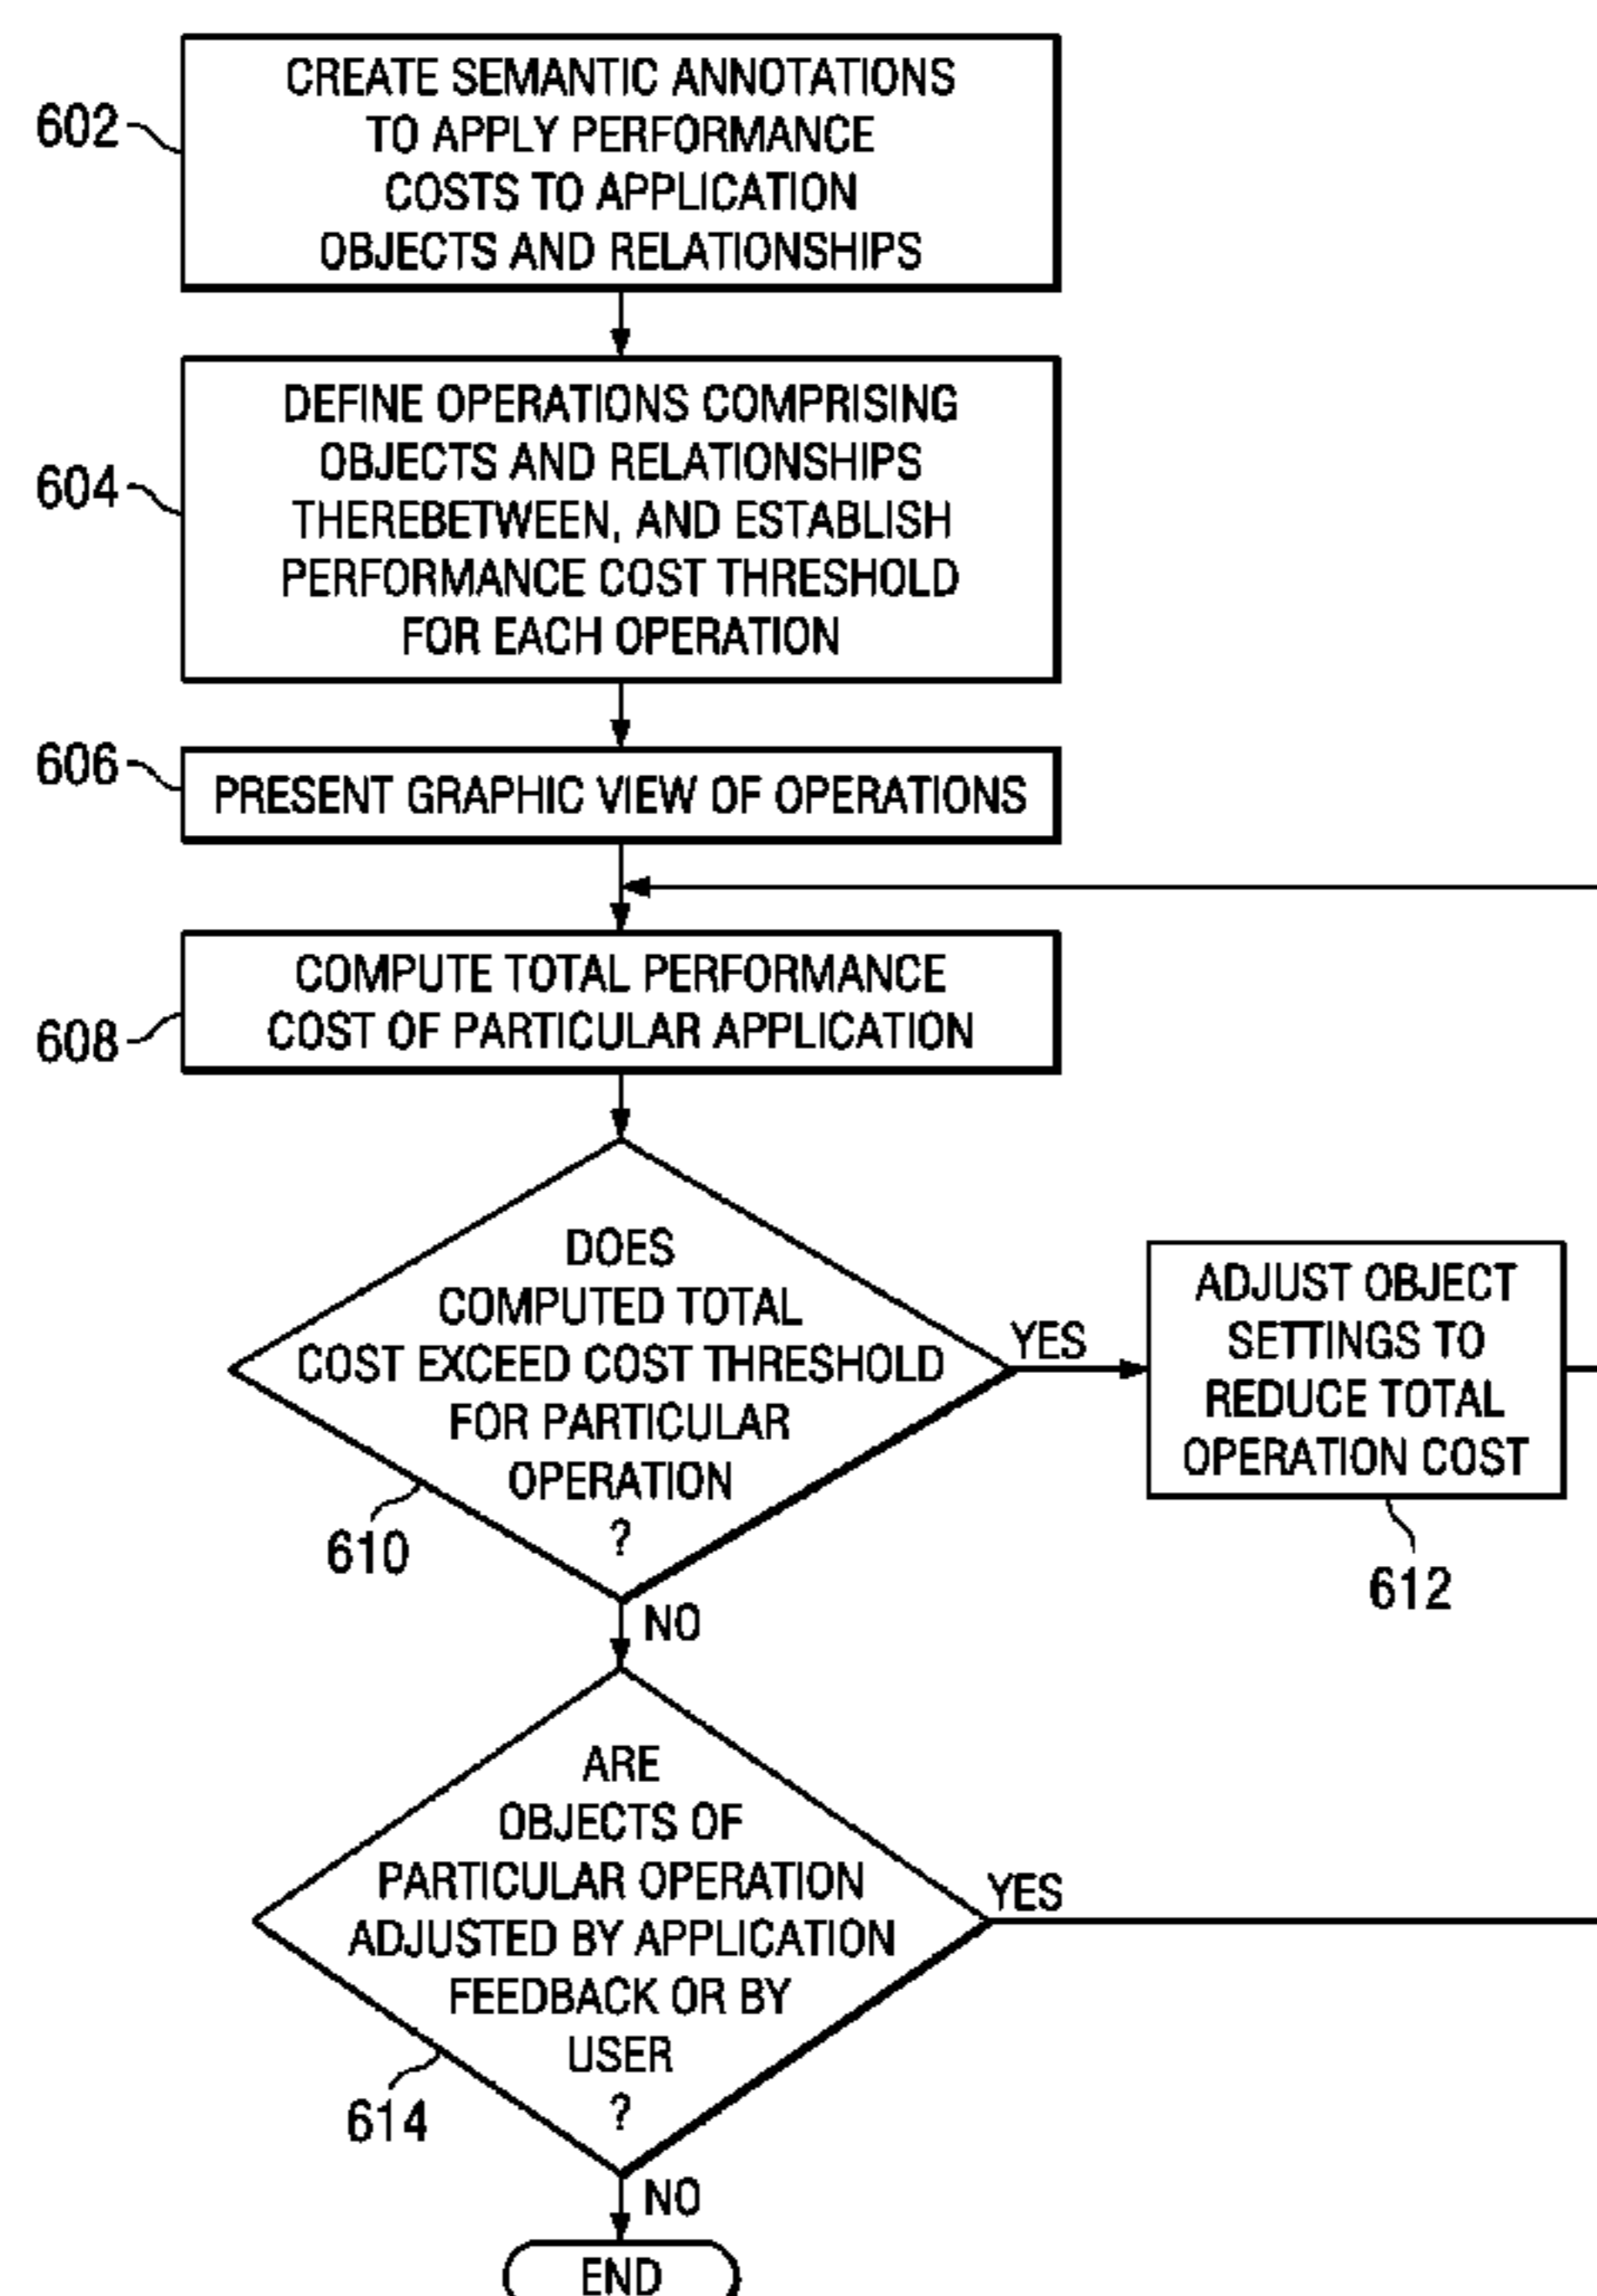 602
CREATE SEMANTIC ANNOTATIONS
TO APPLY PERFORMANCE
COSTS TO APPLICATION
OBJECTS AND RELATIONSHIPS
604
DEFINE OPERATIONS COMPRISING
OBJECTS AND RELATIONSHIPS
THEREBETWEEN, AND ESTABLISH
PERFORMANCE COST THRESHOLD
FOR EACH OPERATION
606
PRESENT GRAPHIC VIEW OF OPERATIONS
608
COMPUTE TOTAL PERFORMANCE
COST OF PARTICULAR APPLICATION
DOES
COMPUTED TOTAL
COST EXCEED COST THRESHOLD
FOR PARTICULAR
OPERATION
?
610
YES
ADJUST OBJECT
SETTINGS TO
REDUCE TOTAL
OPERATION COST
612
NO
ARE
OBJECTS OF
PARTICULAR OPERATION
ADJUSTED BY APPLICATION
FEEDBACK OR BY
USER
?
614
YES
NO
END